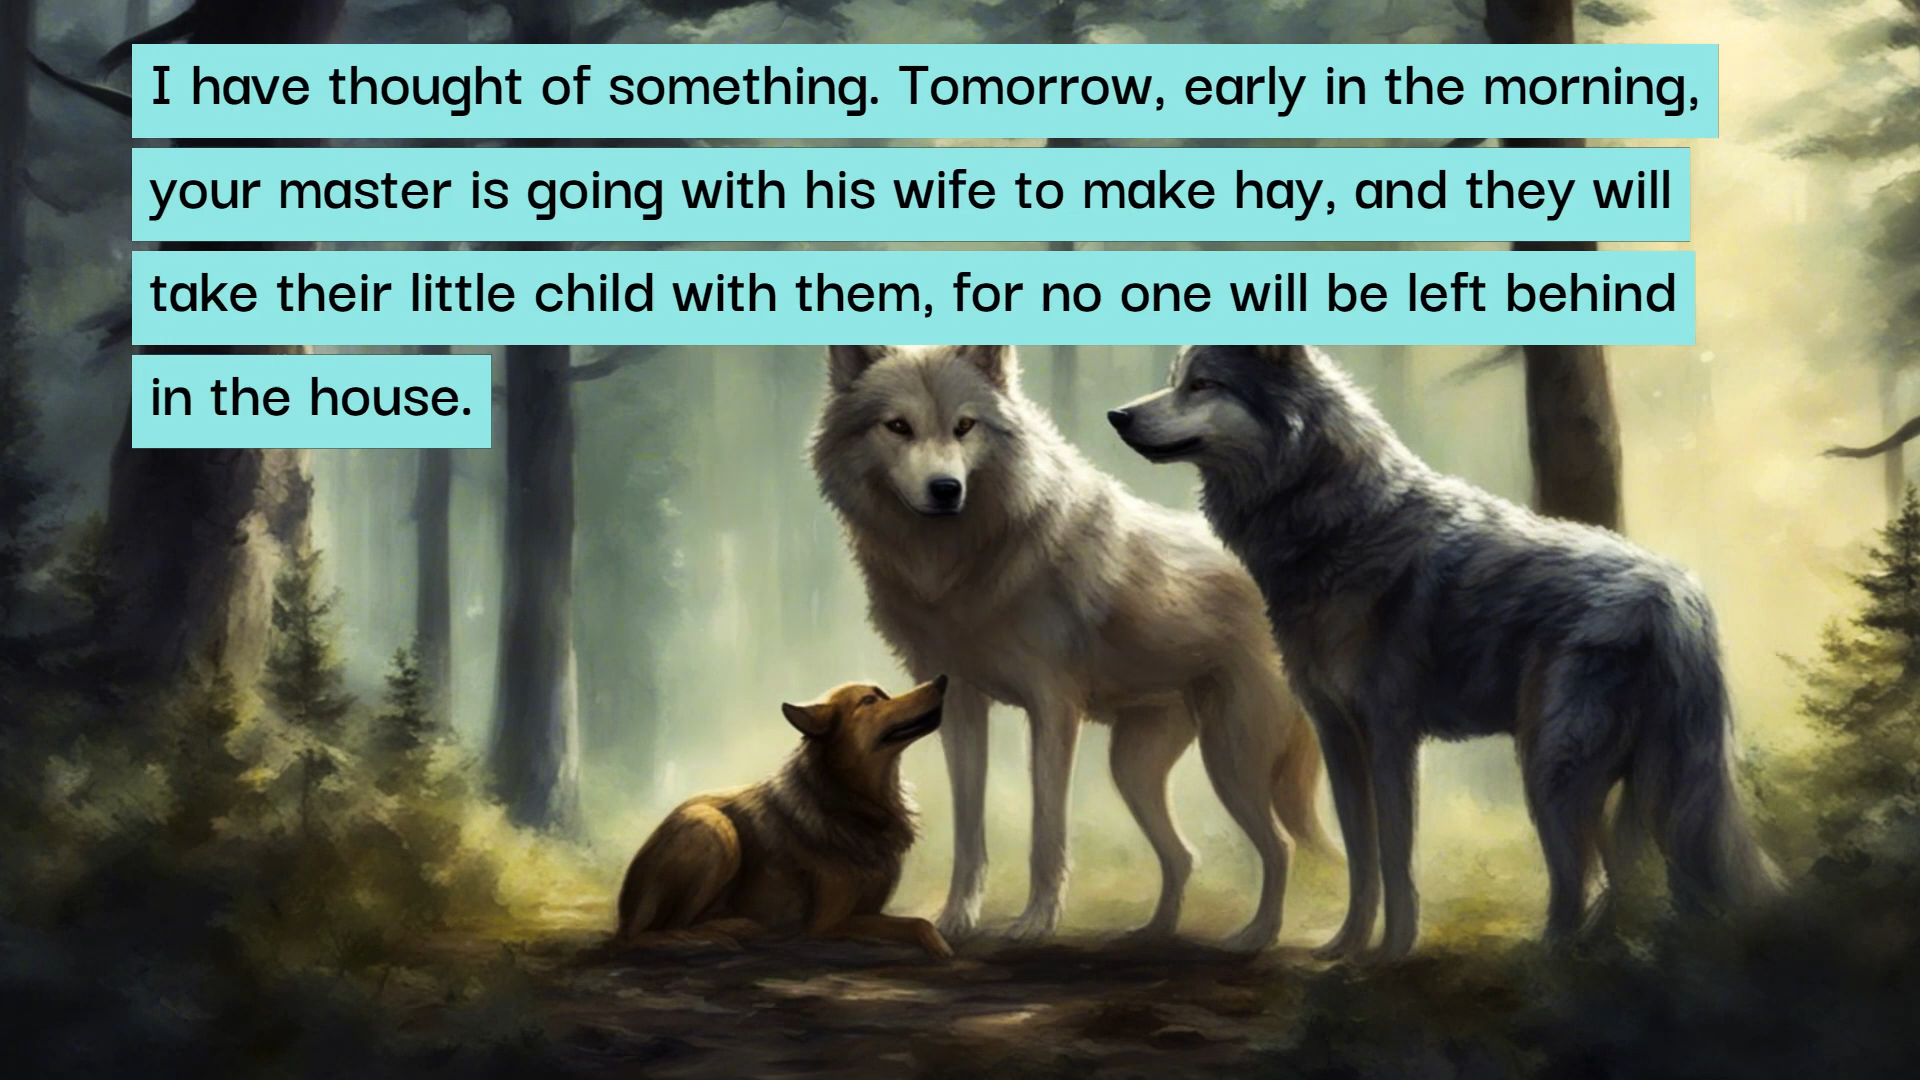 I have thought of something. Tomorrow, early in the morning,
your master is going with his wife to make hay, and they will
take their little child with them, for no one will be left behind
in the house.